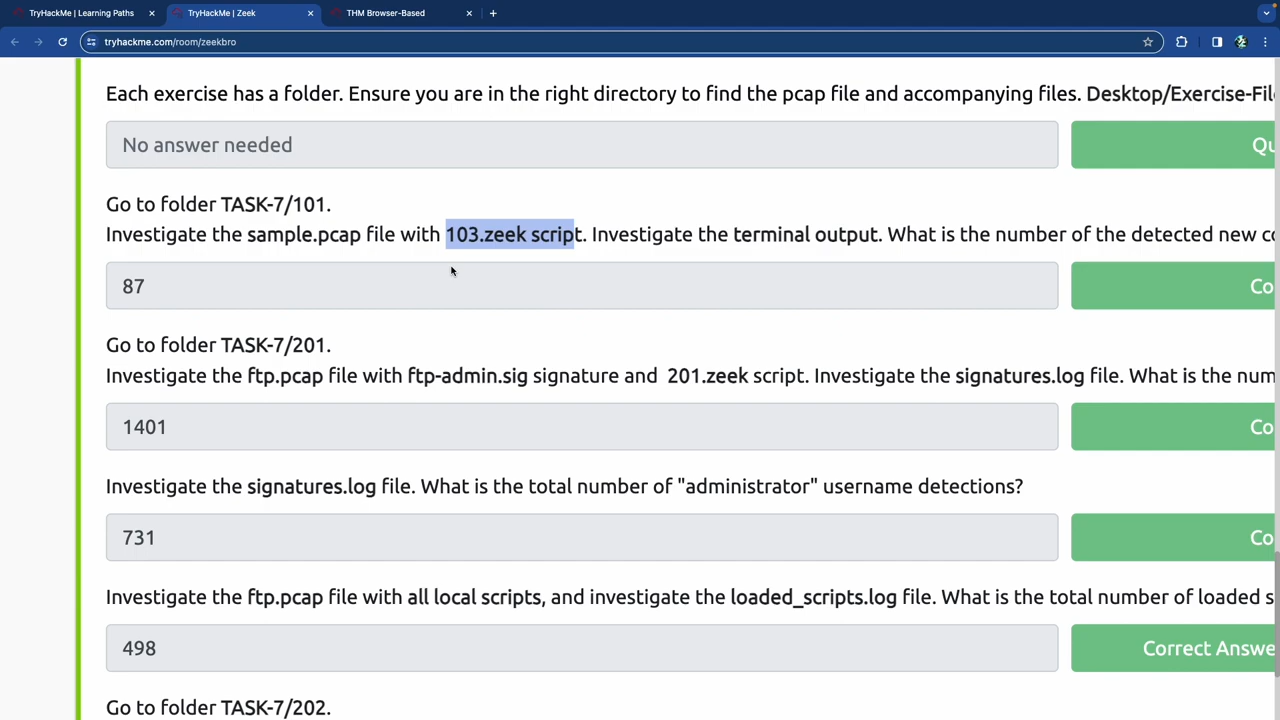 TryHackMe | Learning Paths
TryHackMe | Zeek
THM Browser-Based
tryhackme.com/room/zeekbro
Each exercise has a folder. Ensure you are in the right directory to find the pcap file and accompanying files. Desktop/Exercise-Fil
No answer needed
Qu
Go to folder TASK-7/101.
Investigate the sample.pcap file with 103.zeek script. Investigate the terminal output. What is the number of the detected new co
87
Co
Go to folder TASK-7/201.
Investigate the ftp.pcap file with ftp-admin.sig signature and 201.zeek script. Investigate the signatures.log file. What is the num
1401
Co
Investigate the signatures.log file. What is the total number of "administrator" username detections?
731
Co
Investigate the ftp.pcap file with all local scripts, and investigate the loaded_scripts.log file. What is the total number of loaded s
498
Correct Answe
Go to folder TASK-7/202.